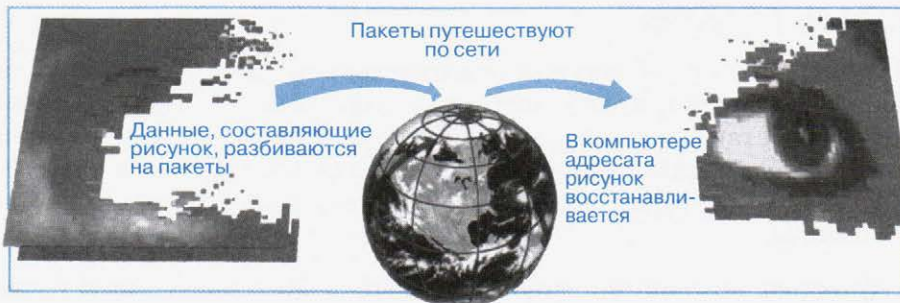 Пакеты путешествуют
по сети
Данные, составляющие
рисунок, разбиваются
на пакеты
В компьютере
адресата
рисунок
восстанавли-
вается